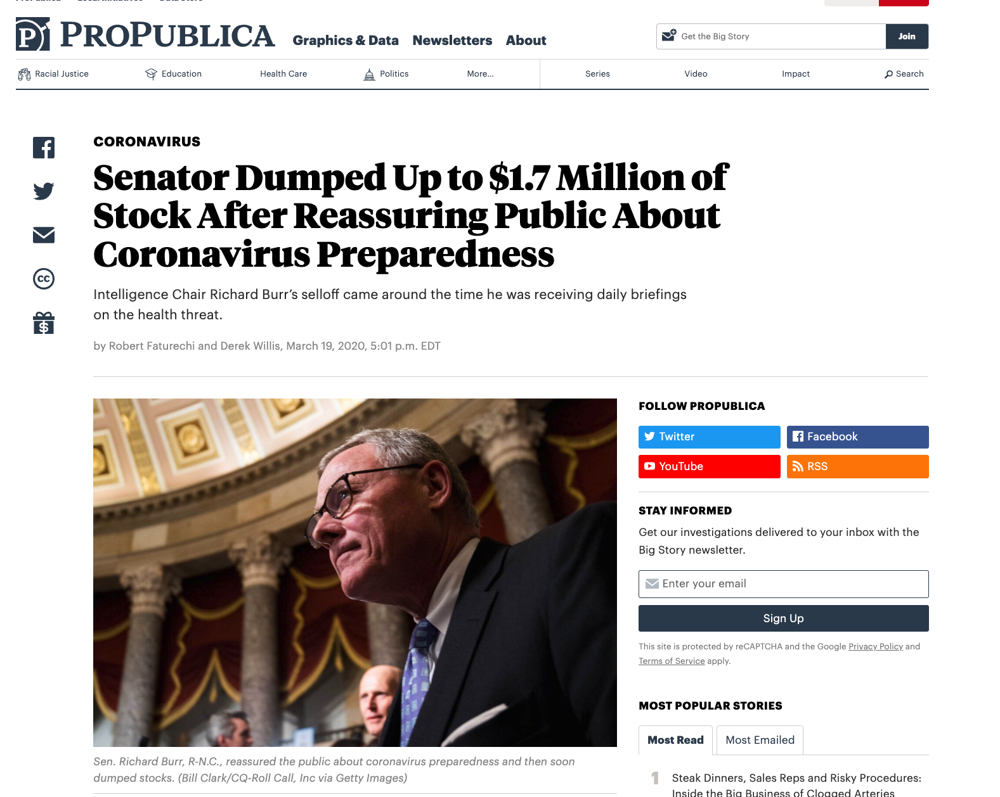 ProPublica Local Initiatives Data Store
PROPUBLICA Graphics & Data Newsletters About
Get the Big Story Join
Racial Justice Education Health Care Politics More... Series Video Impact Search
CORONAVIRUS
Senator Dumped Up to $1.7 Million of
Stock After Reassuring Public About
Coronavirus Preparedness
Intelligence Chair Richard Burr’s selloff came around the time he was receiving daily briefings
on the health threat.
by Robert Faturechi and Derek Willis, March 19, 2020, 5:01 p.m. EDT
Sen. Richard Burr, R-N.C., reassured the public about coronavirus preparedness and then soon
dumped stocks. (Bill Clark/CQ-Roll Call, Inc via Getty Images)
FOLLOW PROPUBLICA
Twitter Facebook
YouTube RSS
STAY INFORMED
Get our investigations delivered to your inbox with the
Big Story newsletter.
Enter your email
Sign Up
This site is protected by reCAPTCHA and the Google Privacy Policy and
Terms of Service apply.
MOST POPULAR STORIES
Most Read Most Emailed
1 Steak Dinners, Sales Reps and Risky Procedures:
Inside the Big Business of Clogged Arteries